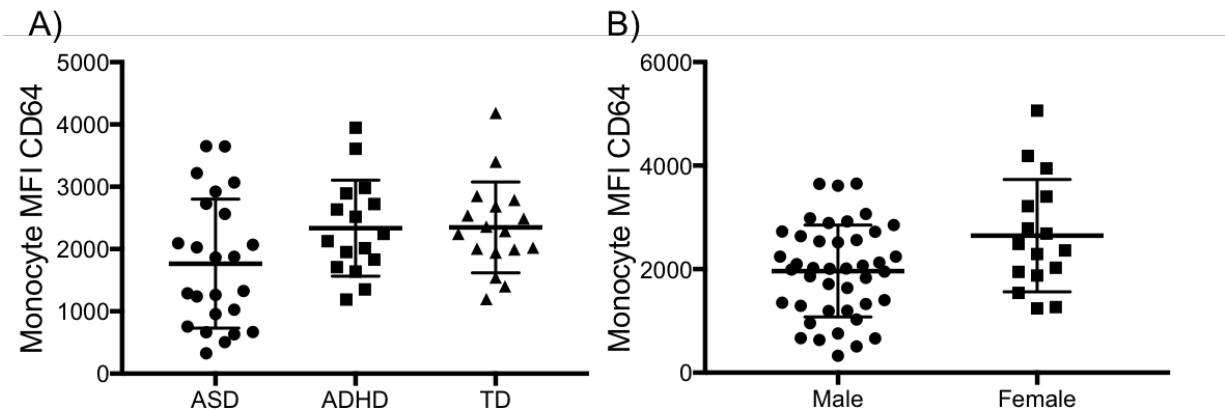 A)
Monocyte MFI CD64
5000
4000
3000
2000
1000
0
ASD ADHD TD
B)
Monocyte MFI CD64
6000
4000
2000
0
Male Female